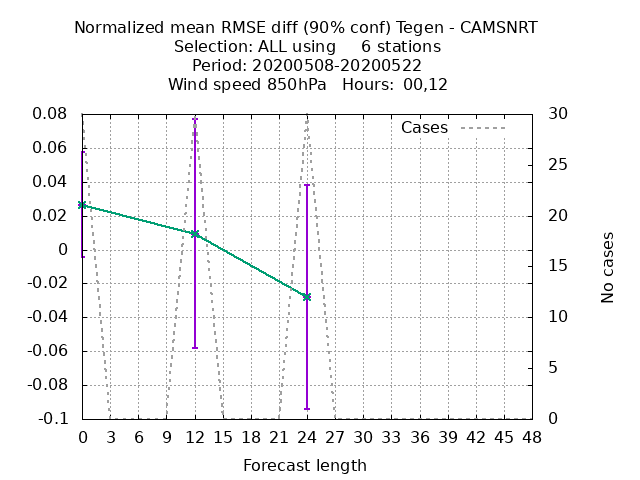 Normalized mean RMSE diff (90% conf) Tegen - CAMSNRT
Selection: ALL using     6 stations
Period: 20200508-20200522
Wind speed 850hPa   Hours:  00,12
Cases
0.08
0.06
0.04
0.02
0
-0.02
-0.04
-0.06
-0.08
-0.1
30
25
20
15
10
5
0
No cases
0 3 6 9 12 15 18 21 24 27 30 33 36 39 42 45 48
Forecast length